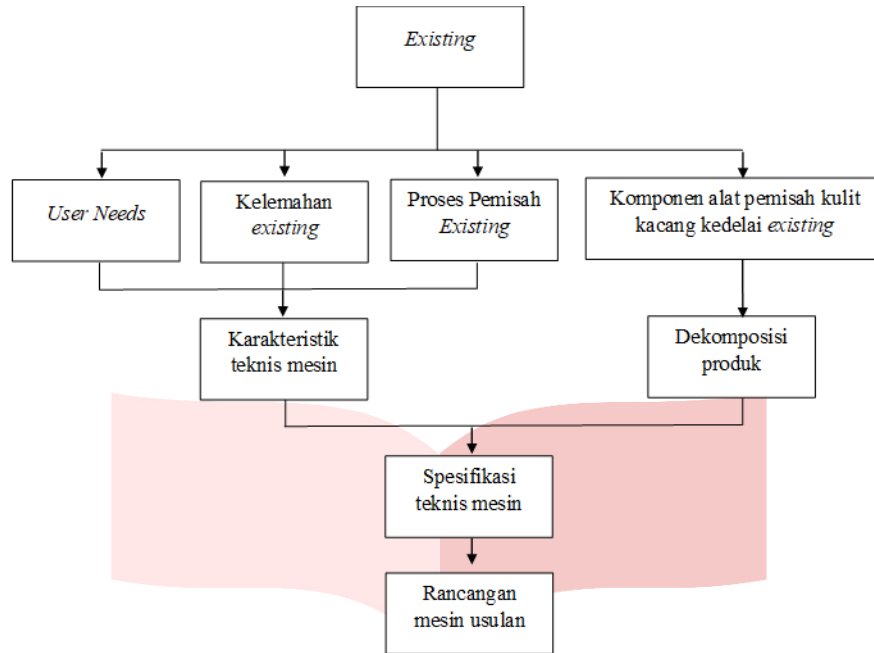 Existing
User Needs
Kelemahan
existing
Proses Pemisah
Existing
Komponen alat pemisah kulit
kacang kedelai existing
Karakteristik
teknis mesin
Dekomposisi
produk
Spesifikasi
teknis mesin
Rancangan
mesin usulan